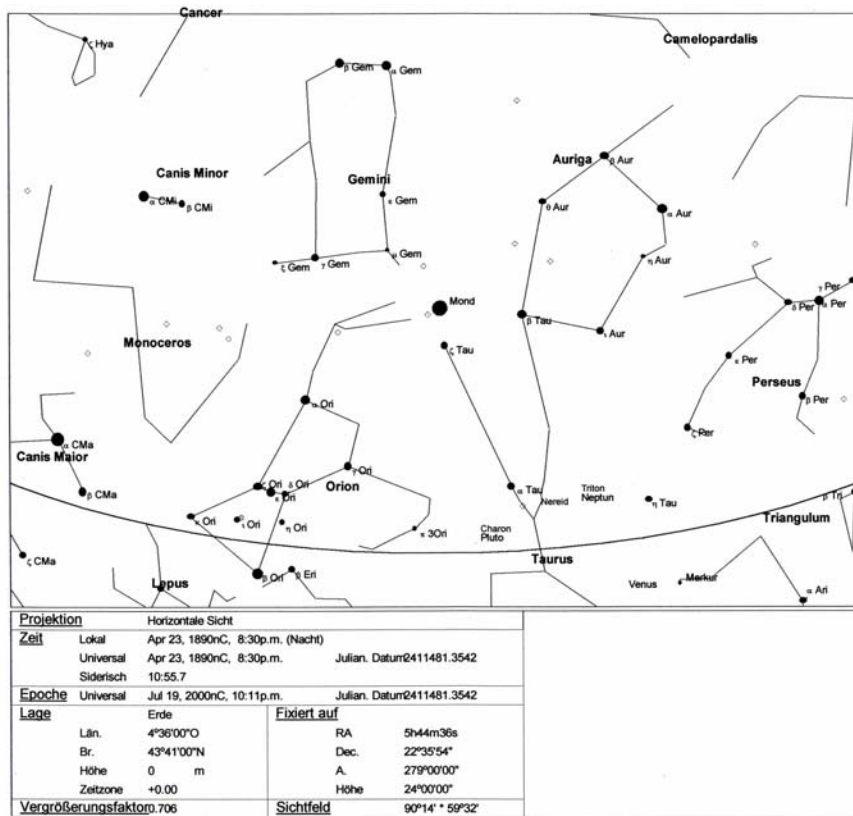 Cancer
Camelopardalis
ζ Hya
β Gem
α Gem
Canis Minor
Auriga
β Aur
Gemini
α CMi
β CMi
ε Gem
θ Aur
α Aur
μ Gem
η Aur
ζ Gem
γ Gem
γ Per
δ Per
α Per
Mond
β Tau
ι Aur
Monoceros
ζ Tau
ε Per
Perseus
β Per
α Ori
ζ Per
α CMa
Canis Maior
γ Ori
ζ Ori
δ Ori
ε Ori
Orion
α Tau
Triton
Nereid
Neptun
η Tau
β Tri
β CMa
κ Ori
ι Ori
η Ori
π 3Ori
Charon
Pluto
Triangulum
ζ CMa
Taurus
Lepus
β Ori
β Eri
Venus
Merkur
α Ari
Projektion Horizontale Sicht
Zeit Lokal Apr 23, 1890nC, 8:30p.m. (Nacht)
Universal Apr 23, 1890nC, 8:30p.m. Julian. Datum2411481.3542
Siderisch 10:55.7
Epoche Universal Jul 19, 2000nC, 10:11p.m. Julian. Datum2411481.3542
Lage Erde Fixiert auf
Län. 4°36'00"O RA 5h44m36s
Br. 43°41'00"N Dec. 22°35'54"
Höhe 0 m A. 279°00'00"
Zeitzone +0.00 Höhe 24°00'00"
Vergrößerungsfaktor0.706 Sichtfeld 90°14' * 59'32'